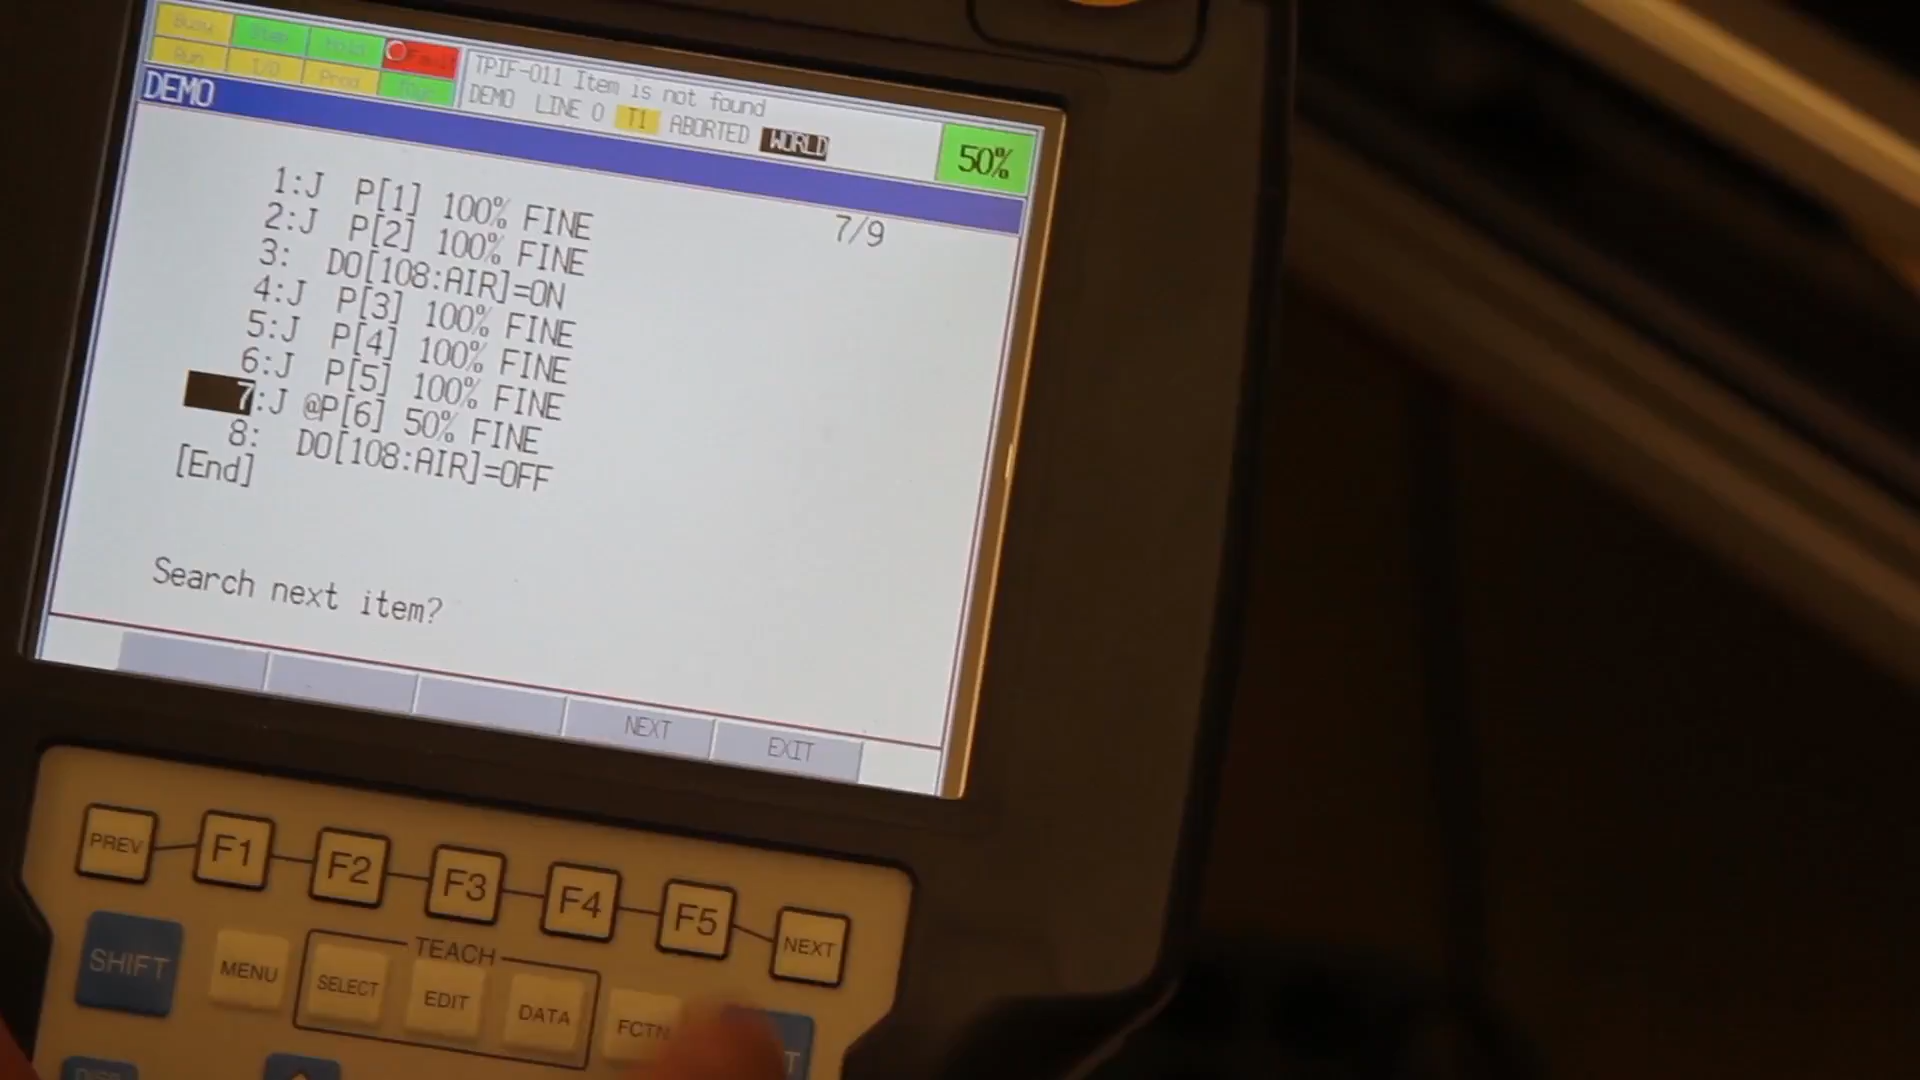 Busy Step Hold Fault
Run I/O Prod
TPIF-011 Item is not found
DEMO LINE 0 T1 ABORTED WORLD
50%
DEMO
7/9
1:J P[1] 100% FINE
2:J P[2] 100% FINE
3: DO[108:AIR]=ON
4:J P[3] 100% FINE
5:J P[4] 100% FINE
6:J P[5] 100% FINE
7:J @P[6] 50% FINE
8: DO[108:AIR]=OFF
[End]
Search next item?
NEXT EXIT
PREV F1 F2 F3 F4 F5 NEXT
TEACH
SHIFT MENU SELECT EDIT DATA FCTN